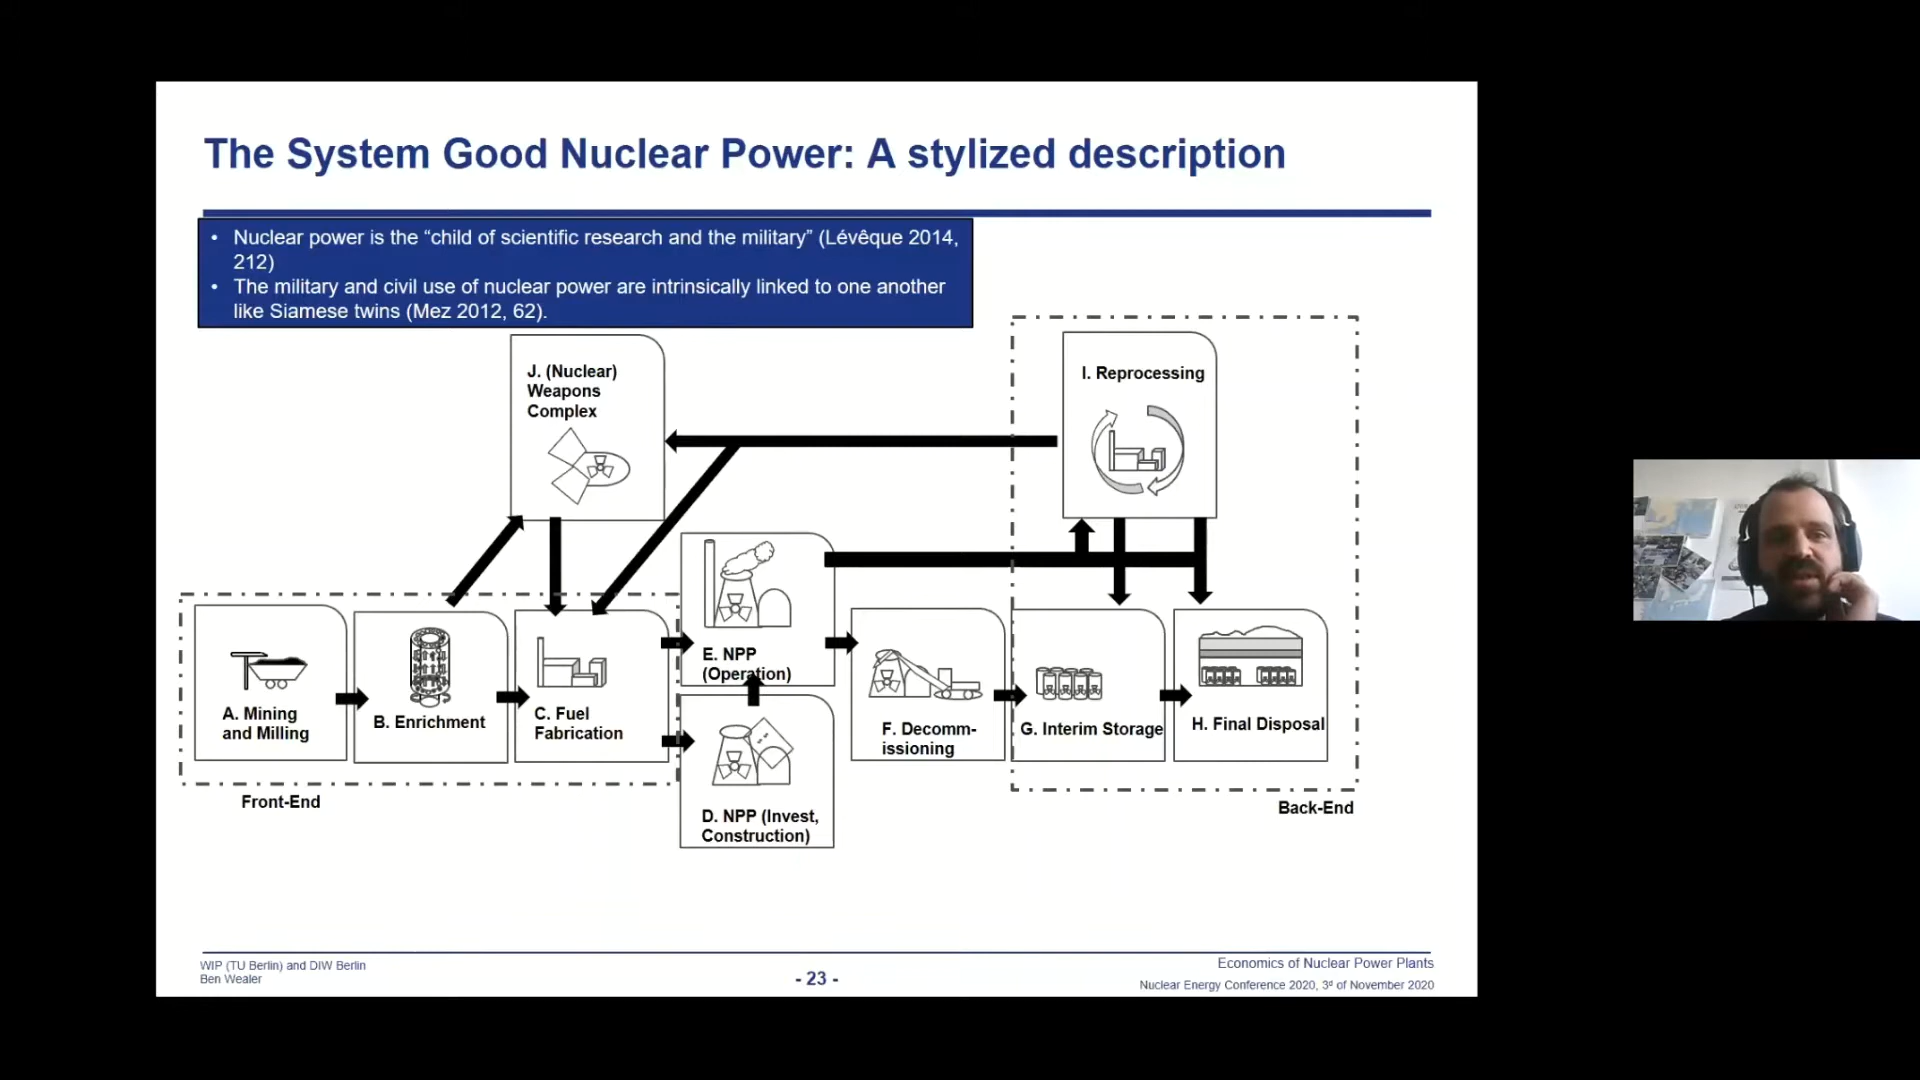 The System Good Nuclear Power: A stylized description
• Nuclear power is the “child of scientific research and the military” (Lévêque 2014,
212)
• The military and civil use of nuclear power are intrinsically linked to one another
like Siamese twins (Mez 2012, 62).
J. (Nuclear)
Weapons
Complex
I. Reprocessing
E. NPP
(Operation)
A. Mining
and Milling
B. Enrichment
C. Fuel
Fabrication
D. NPP (Invest,
Construction)
F. Decomm-
issioning
G. Interim Storage
H. Final Disposal
Front-End
Back-End
WIP (TU Berlin) and DIW Berlin
Ben Wealer
- 23 -
Economics of Nuclear Power Plants
Nuclear Energy Conference 2020, 3ᵈ of November 2020